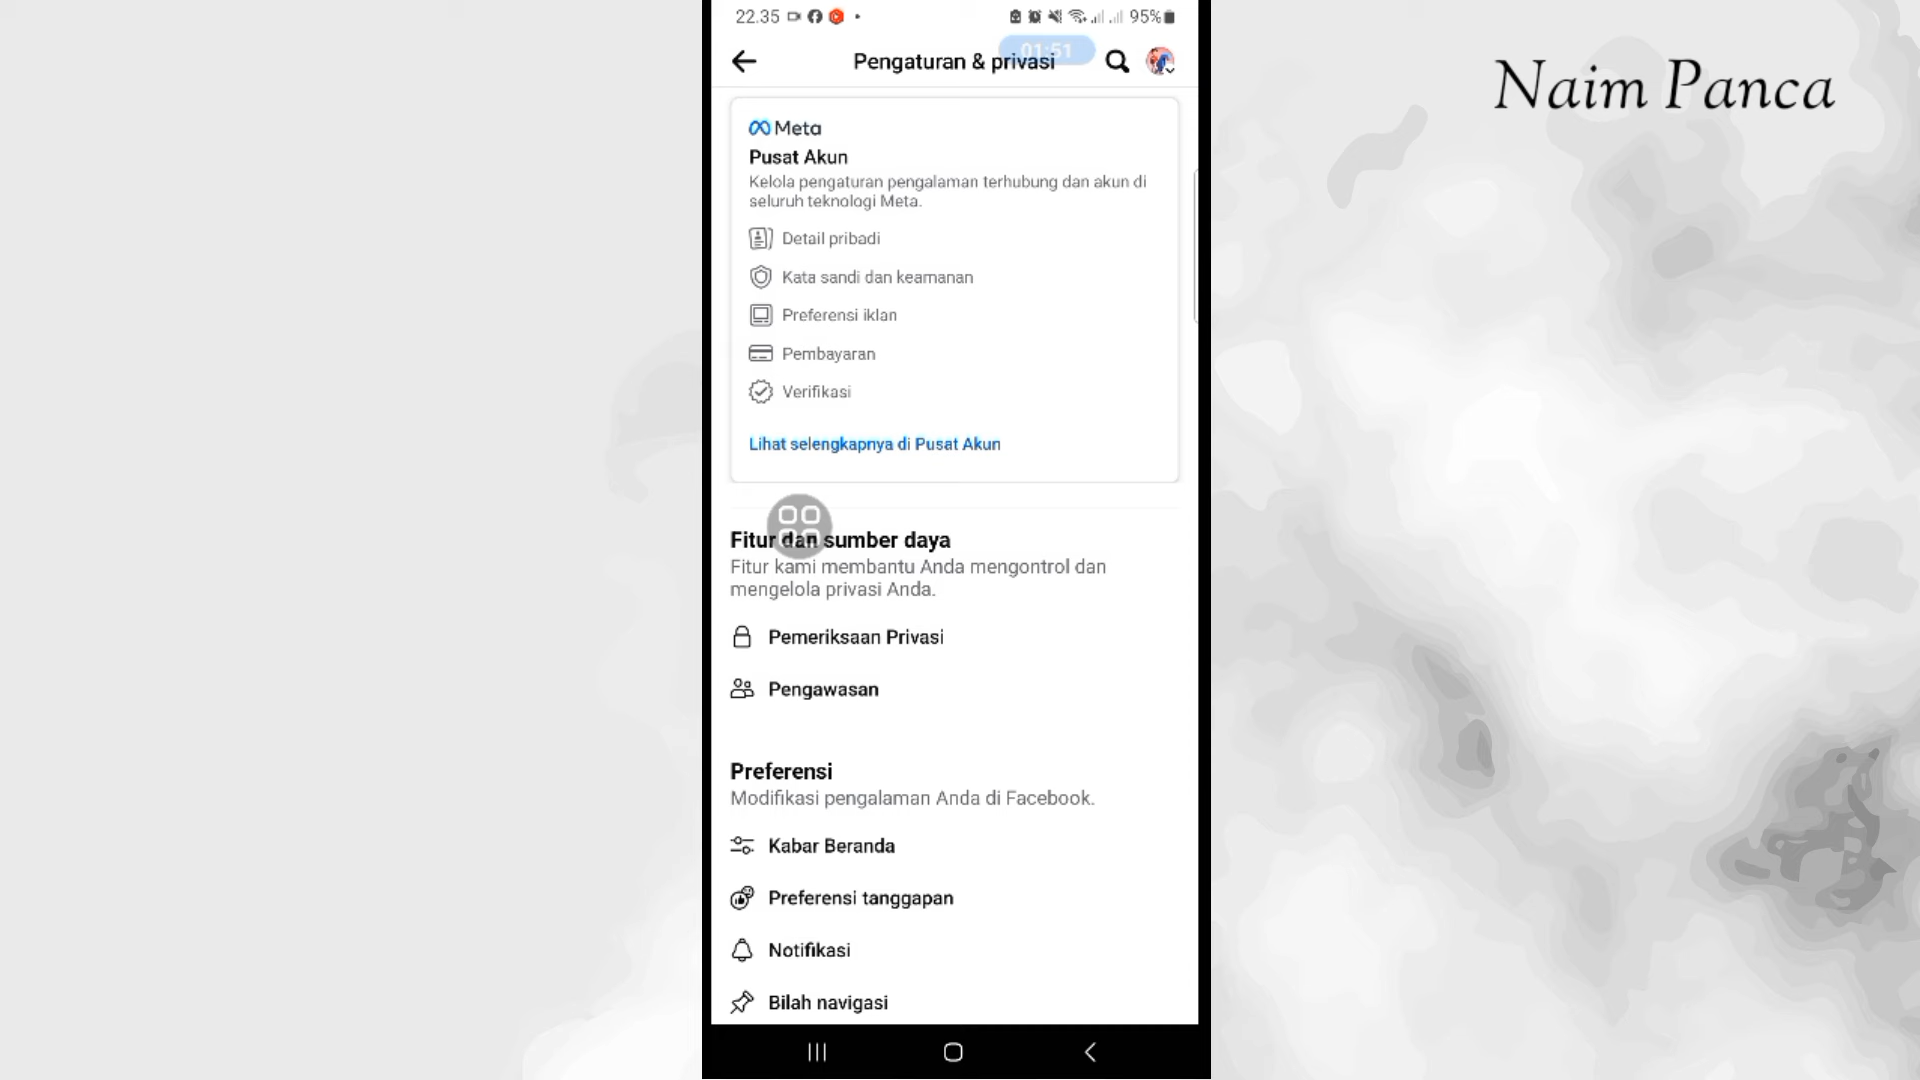 22.35
95%
01:51
Pengaturan & privasi
Naim Panca
Meta
Pusat Akun
Kelola pengaturan pengalaman terhubung dan akun di
seluruh teknologi Meta.
Detail pribadi
Kata sandi dan keamanan
Preferensi iklan
Pembayaran
Verifikasi
Lihat selengkapnya di Pusat Akun
Fitur dan sumber daya
Fitur kami membantu Anda mengontrol dan
mengelola privasi Anda.
Pemeriksaan Privasi
Pengawasan
Preferensi
Modifikasi pengalaman Anda di Facebook.
Kabar Beranda
Preferensi tanggapan
Notifikasi
Bilah navigasi